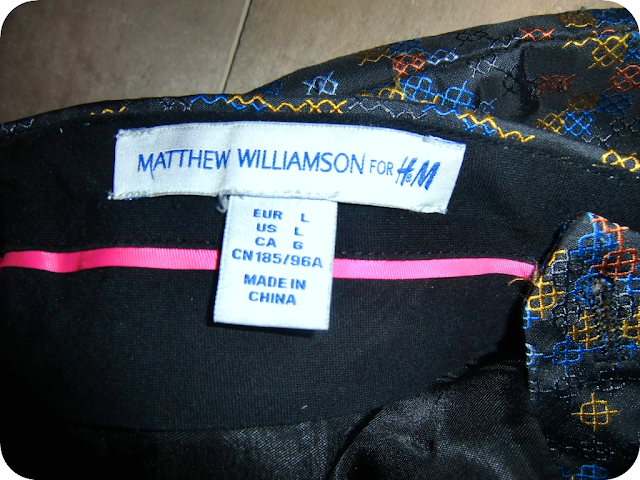 MATTHEW WILLIAMSON FOR H&M
EUR L
US L
CA G
CN185/96A
MADE IN
CHINA